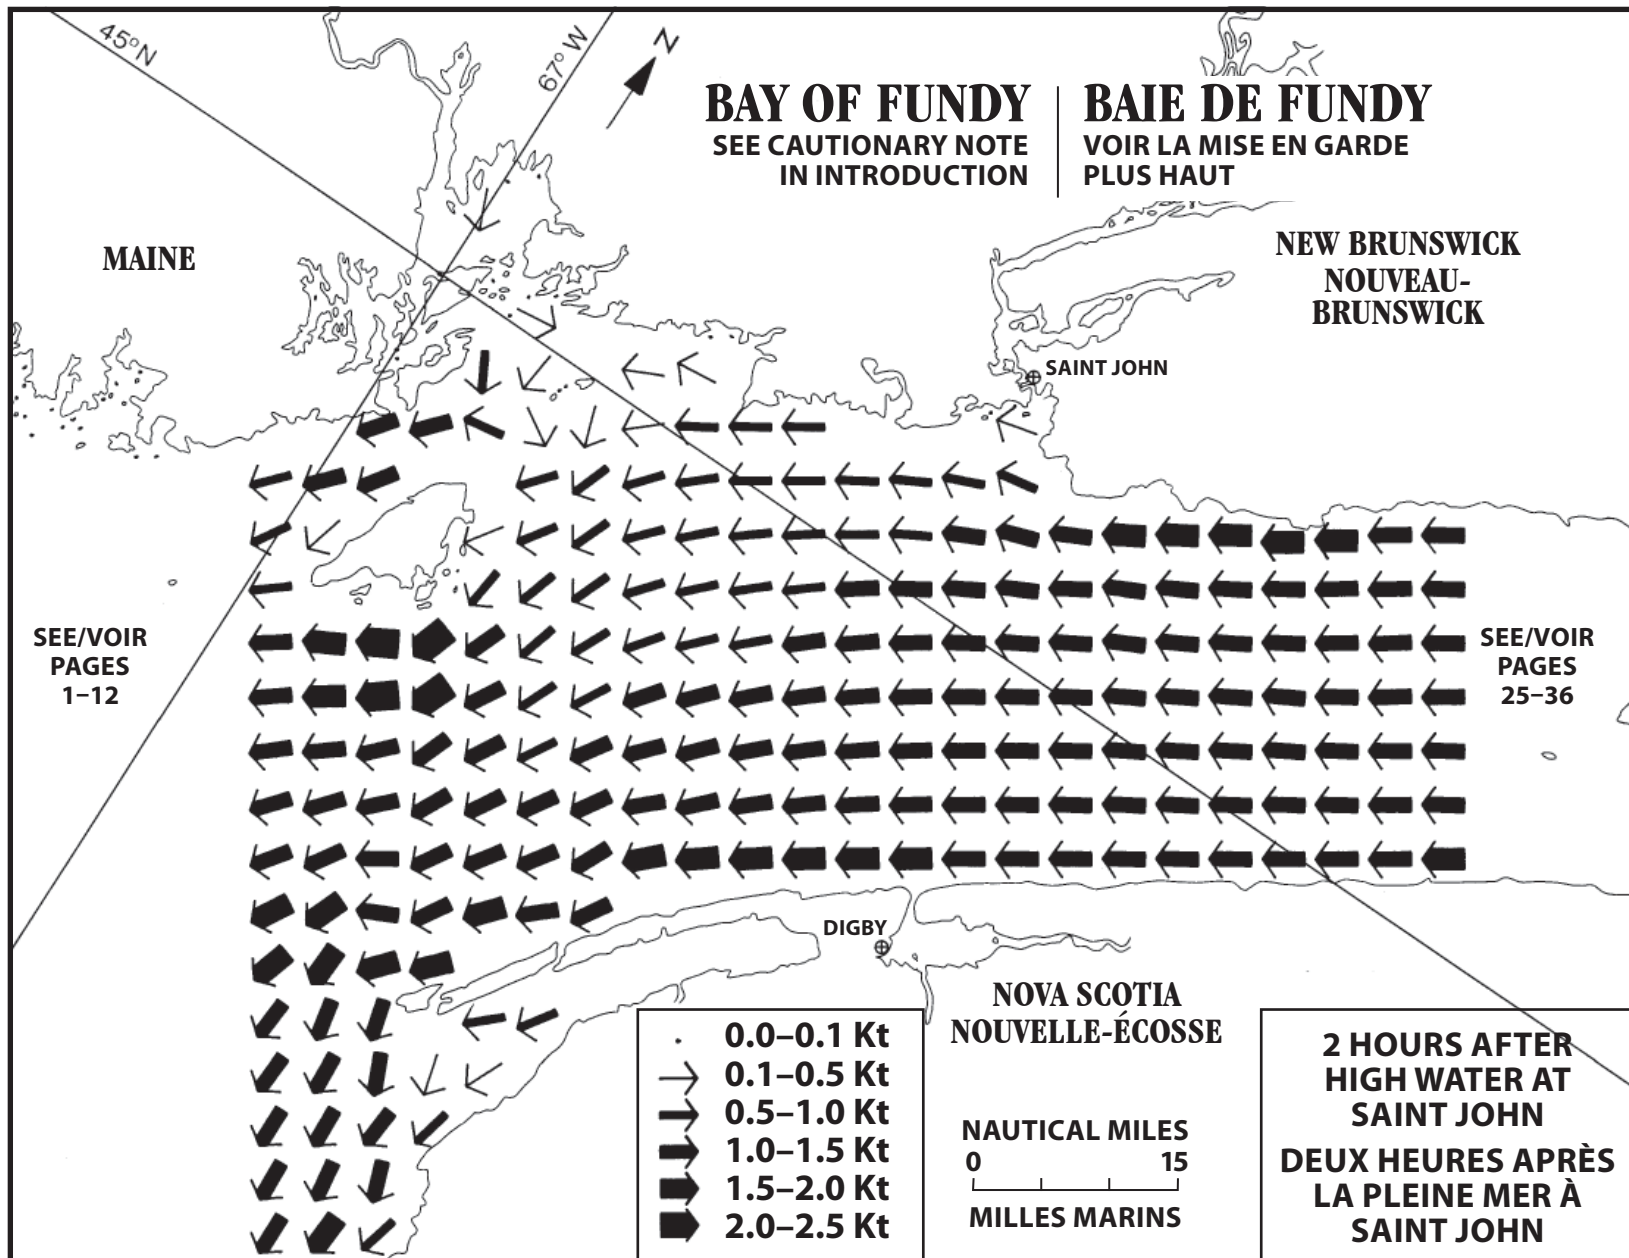 45°N
67° W
N
BAY OF FUNDY
SEE CAUTIONARY NOTE
IN INTRODUCTION
BAIE DE FUNDY
VOIR LA MISE EN GARDE
PLUS HAUT
MAINE
NEW BRUNSWICK
NOUVEAU-
BRUNSWICK
SAINT JOHN
SEE/VOIR
PAGES
1–12
SEE/VOIR
PAGES
25–36
DIGBY
NOVA SCOTIA
NOUVELLE-ÉCOSSE
0.0–0.1 Kt
0.1–0.5 Kt
0.5–1.0 Kt
1.0–1.5 Kt
1.5–2.0 Kt
2.0–2.5 Kt
NAUTICAL MILES
0 15
MILLES MARINS
2 HOURS AFTER
HIGH WATER AT
SAINT JOHN
DEUX HEURES APRÈS
LA PLEINE MER À
SAINT JOHN